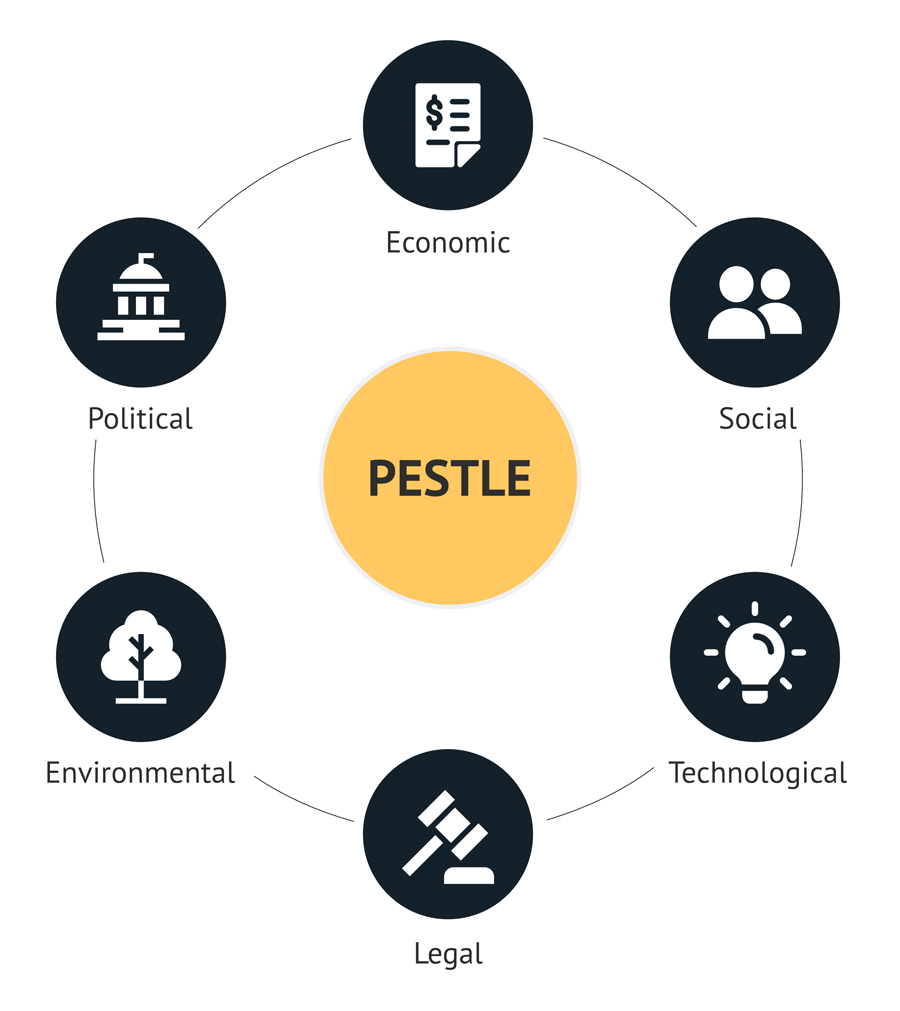 $
Economic
Political
Social
PESTLE
Environmental
Technological
Legal